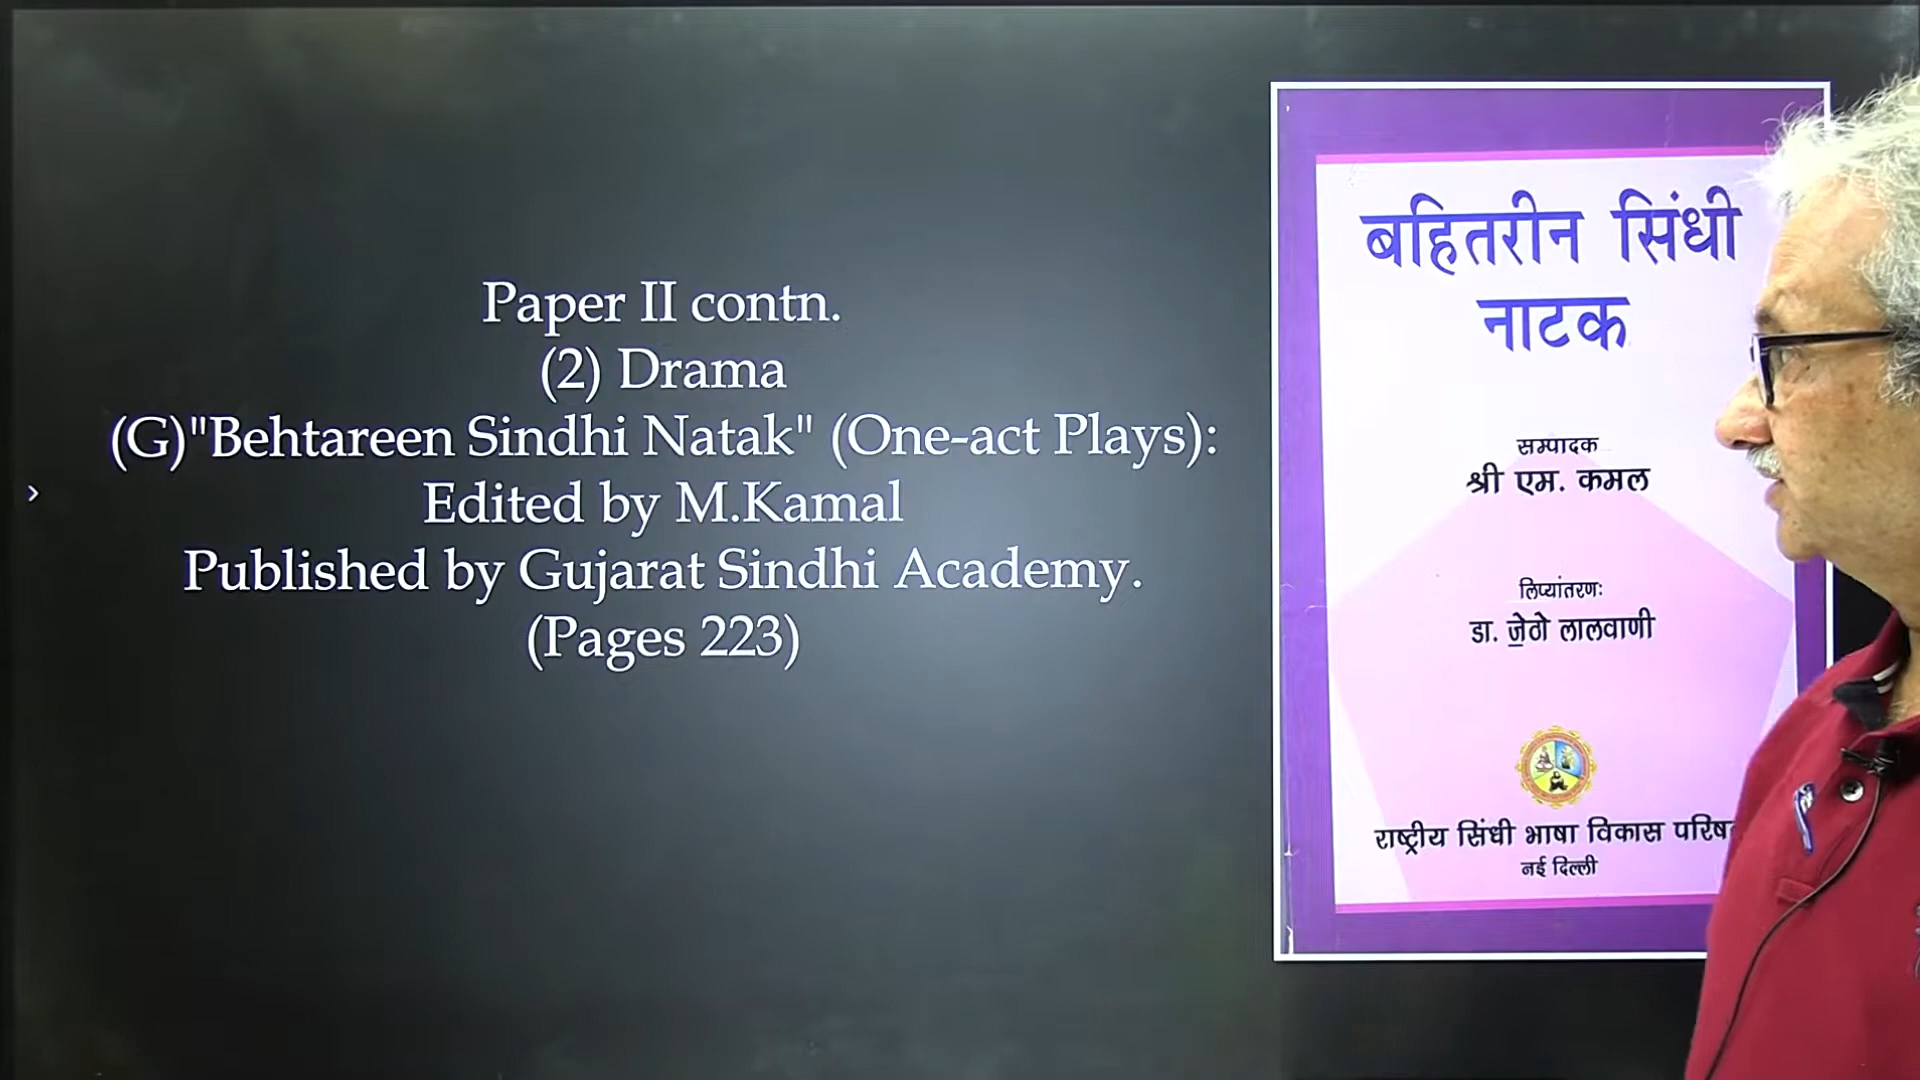 Paper II contn.
(2) Drama
(G)"Behtareen Sindhi Natak" (One-act Plays):
Edited by M.Kamal
Published by Gujarat Sindhi Academy.
(Pages 223)
बहितरीन सिंधी
नाटक
सम्पादक
श्री एम. कमल
लिप्यांतरण:
डा. जे॒ठो लालवाणी
राष्ट्रीय सिंधी भाषा विकास
नई दिल्ली